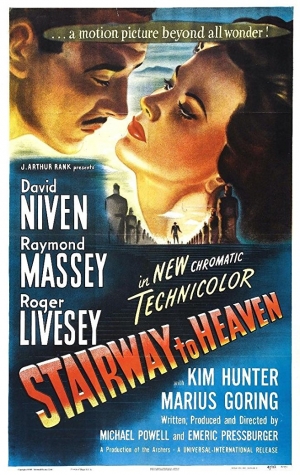 ...a motion picture beyond all wonder!
J. ARTHUR RANK presents
David
NIVEN
Raymond
MASSEY
Roger
LIVESEY
in NEW CHROMATIC
TECHNICOLOR
STAIRWAY to HEAVEN
with KIM HUNTER
MARIUS GORING
Written, Produced and Directed by
MICHAEL POWELL and EMERIC PRESSBURGER
A Production of the Archers - A UNIVERSAL-INTERNATIONAL RELEASE